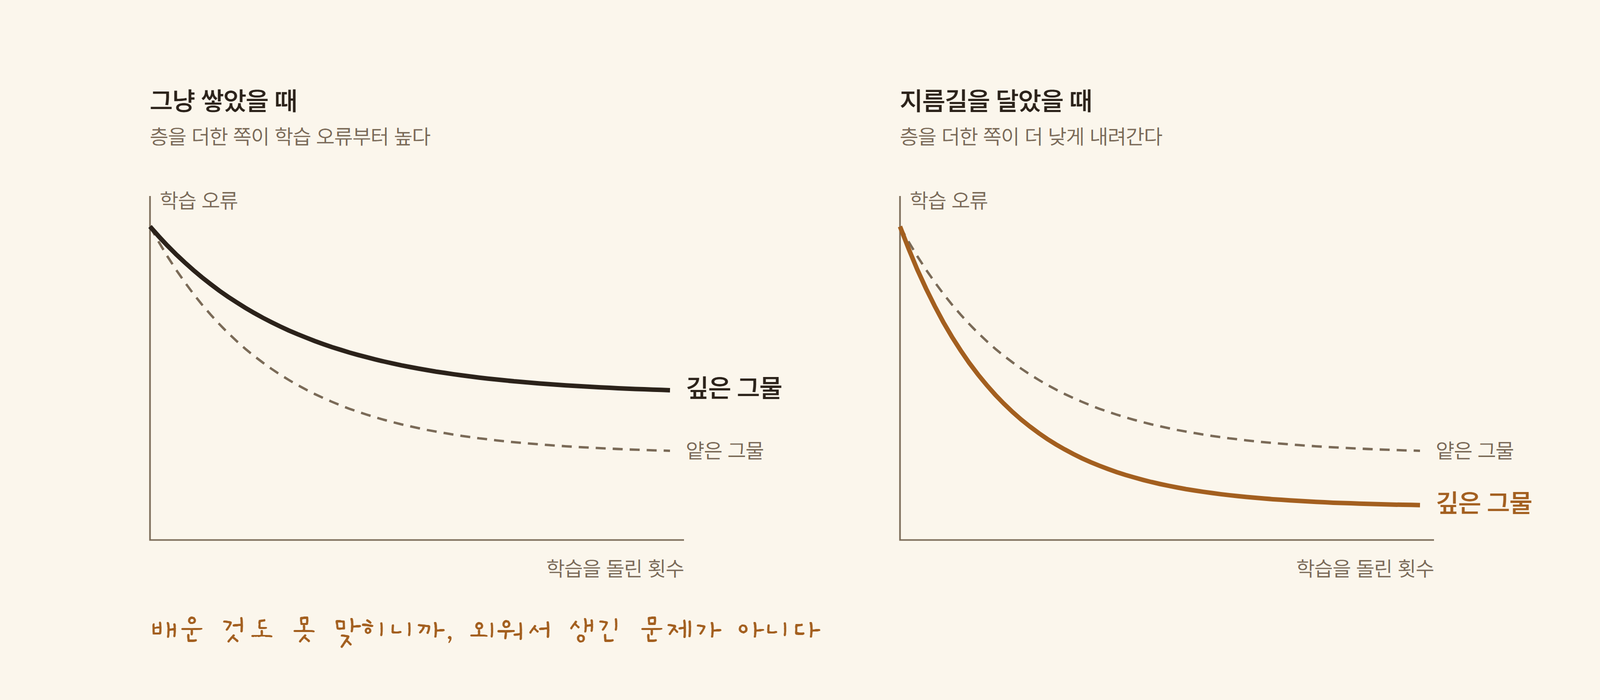 그냥 쌓았을 때
층을 더한 쪽이 학습 오류부터 높다
학습 오류
깊은 그물
얕은 그물
학습을 돌린 횟수
지름길을 달았을 때
층을 더한 쪽이 더 낮게 내려간다
학습 오류
얕은 그물
깊은 그물
학습을 돌린 횟수
배운 것도 못 맞히니까, 외워서 생긴 문제가 아니다